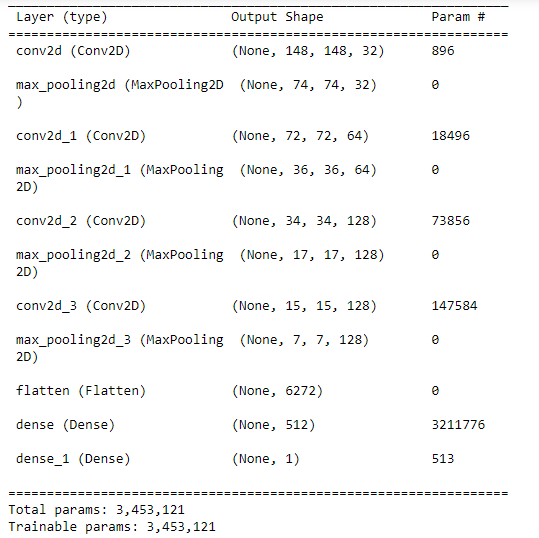 Layer (type) Output Shape Param #
conv2d (Conv2D) (None, 148, 148, 32) 896
max_pooling2d (MaxPooling2D (None, 74, 74, 32) 0
)
conv2d_1 (Conv2D) (None, 72, 72, 64) 18496
max_pooling2d_1 (MaxPooling (None, 36, 36, 64) 0
2D)
conv2d_2 (Conv2D) (None, 34, 34, 128) 73856
max_pooling2d_2 (MaxPooling (None, 17, 17, 128) 0
2D)
conv2d_3 (Conv2D) (None, 15, 15, 128) 147584
max_pooling2d_3 (MaxPooling (None, 7, 7, 128) 0
2D)
flatten (Flatten) (None, 6272) 0
dense (Dense) (None, 512) 3211776
dense_1 (Dense) (None, 1) 513
Total params: 3,453,121
Trainable params: 3,453,121